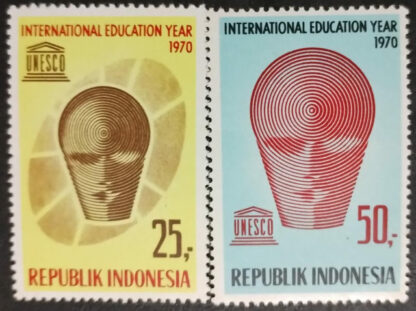 INTERNATIONAL EDUCATION YEAR
1970
UNESCO
25,-
REPUBLIK INDONESIA
INTERNATIONAL EDUCATION YEAR
1970
UNESCO
50,-
REPUBLIK INDONESIA